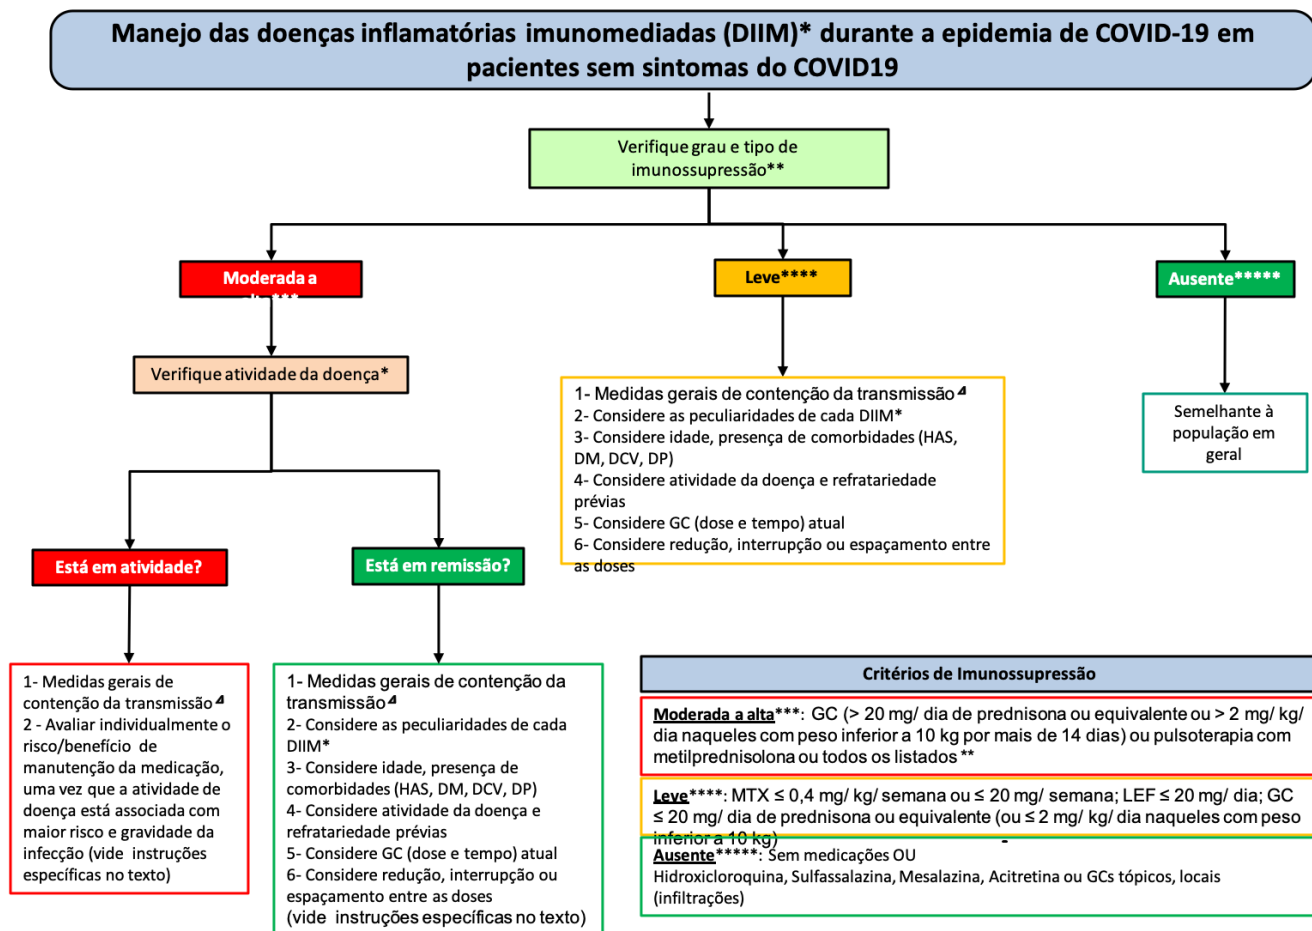 Manejo das doenças inflamatórias imunomediadas (DIIM)* durante a epidemia de COVID-19 em
pacientes sem sintomas do COVID19
Verifique grau e tipo de
imunossupressão**
Moderada a
alta***
Leve****
Ausente*****
Verifique atividade da doença*
1- Medidas gerais de contenção da transmissão⊿
2- Considere as peculiaridades de cada DIIM*
3- Considere idade, presença de comorbidades (HAS,
DM, DCV, DP)
4- Considere atividade da doença e refratariedade
prévias
5- Considere GC (dose e tempo) atual
6- Considere redução, interrupção ou espaçamento entre
as doses
Semelhante à
população em
geral
Está em atividade?
Está em remissão?
1- Medidas gerais de
contenção da transmissão⊿
2 - Avaliar individualmente o
risco/benefício de
manutenção da medicação,
uma vez que a atividade de
doença está associada com
maior risco e gravidade da
infecção (vide instruções
específicas no texto)
1- Medidas gerais de contenção da
transmissão⊿
2- Considere as peculiaridades de cada
DIIM*
3- Considere idade, presença de
comorbidades (HAS, DM, DCV, DP)
4- Considere atividade da doença e
refratariedade prévias
5- Considere GC (dose e tempo) atual
6- Considere redução, interrupção ou
espaçamento entre as doses
(vide instruções específicas no texto)
Critérios de Imunossupressão
Moderada a alta***: GC (> 20 mg/ dia de prednisona ou equivalente ou > 2 mg/ kg/
dia naqueles com peso inferior a 10 kg por mais de 14 dias) ou pulsoterapia com
metilprednisolona ou todos os listados **
Leve****: MTX ≤ 0,4 mg/ kg/ semana ou ≤ 20 mg/ semana; LEF ≤ 20 mg/ dia; GC
≤ 20 mg/ dia de prednisona ou equivalente (ou ≤ 2 mg/ kg/ dia naqueles com peso
inferior a 10 kg)
Ausente*****: Sem medicações OU
Hidroxicloroquina, Sulfassalazina, Mesalazina, Acitretina ou GCs tópicos, locais
(infiltrações)